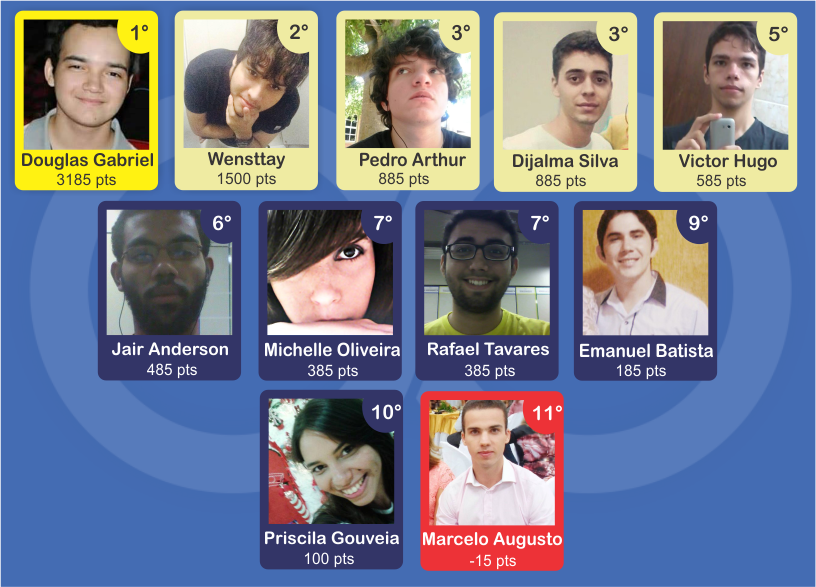 1°
Douglas Gabriel
3185 pts
2°
Wensttay
1500 pts
3°
Pedro Arthur
885 pts
3°
Dijalma Silva
885 pts
5°
Victor Hugo
585 pts
6°
Jair Anderson
485 pts
7°
Michelle Oliveira
385 pts
7°
Rafael Tavares
385 pts
9°
Emanuel Batista
185 pts
10°
Priscila Gouveia
100 pts
11°
Marcelo Augusto
-15 pts